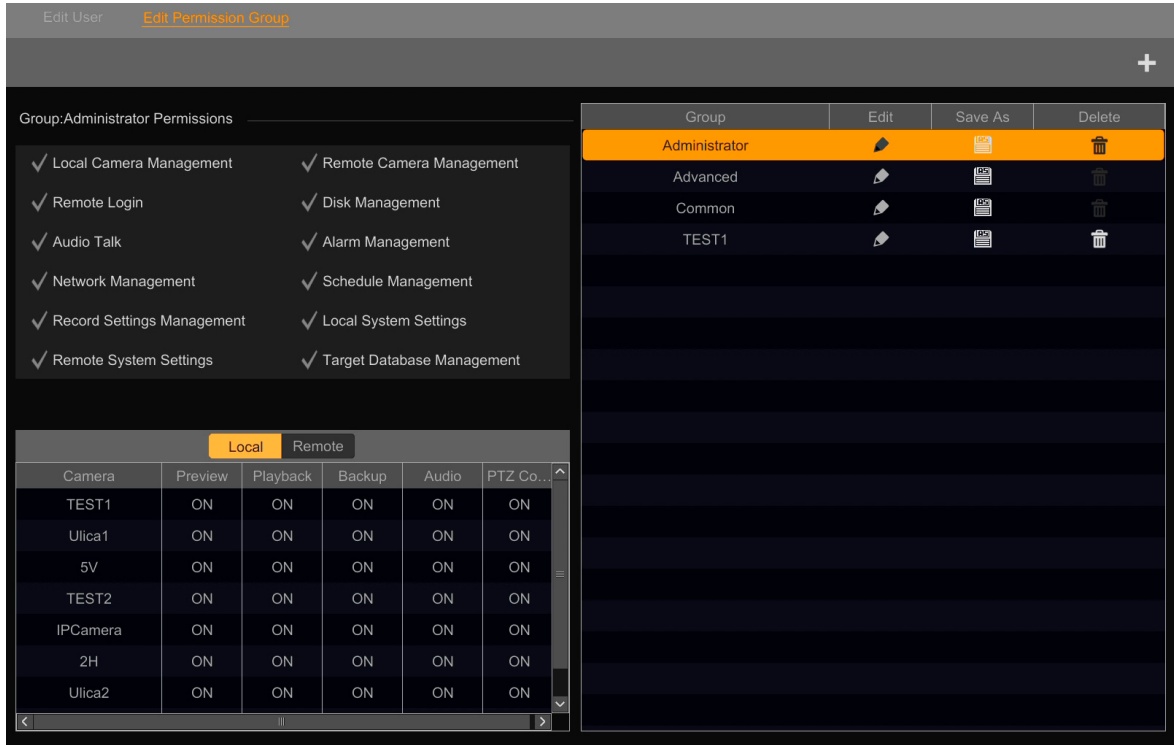 Edit User Edit Permission Group
+
Group:Administrator Permissions
Local Camera Management Remote Camera Management
Remote Login Disk Management
Audio Talk Alarm Management
Network Management Schedule Management
Record Settings Management Local System Settings
Remote System Settings Target Database Management
Local Remote
Camera Preview Playback Backup Audio PTZ Co...
TEST1 ON ON ON ON ON
Ulica1 ON ON ON ON ON
5V ON ON ON ON ON
TEST2 ON ON ON ON ON
IPCamera ON ON ON ON ON
2H ON ON ON ON ON
Ulica2 ON ON ON ON ON
Group Edit Save As Delete
Administrator
Advanced
Common
TEST1